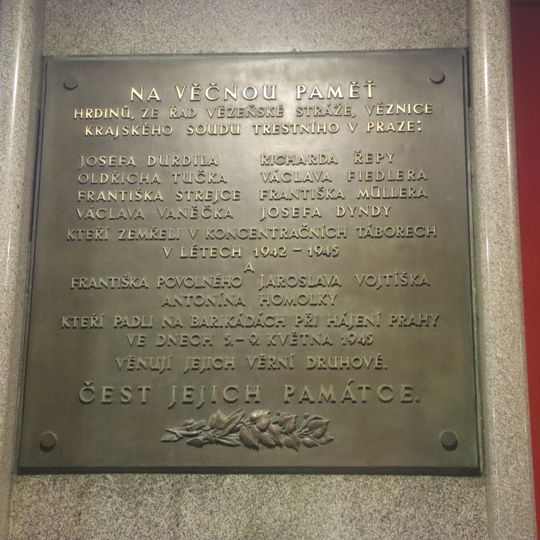 NA VĚČNOU PAMĚŤ
HRDINŮ, ZE ŘAD VĚZEŇSKÉ STRÁŽE, VĚZNICE
KRAJSKÉHO SOUDU TRESTNÍHO V PRAZE:
JOSEFA DURDILA RICHARDA ŘEPY
OLDŘICHA TUČKA VÁCLAVA FIEDLERA
FRANTIŠKA STREJCE FRANTIŠKA MÜLLERA
VÁCLAVA VANĚČKA JOSEFA DYNDY
KTEŘÍ ZEMŘELI V KONCENTRAČNÍCH TÁBORECH
V LÉTECH 1942 – 1945
A
FRANTIŠKA POVOLNÉHO JAROSLAVA VOJTÍŠKA
ANTONÍNA HOMOLKY
KTEŘÍ PADLI NA BARIKÁDÁCH PŘI HÁJENÍ PRAHY
VE DNECH 5.–9. KVĚTNA 1945
VĚNUJÍ JEJICH VĚRNÍ DRUHOVÉ.
ČEST JEJICH PAMÁTCE.